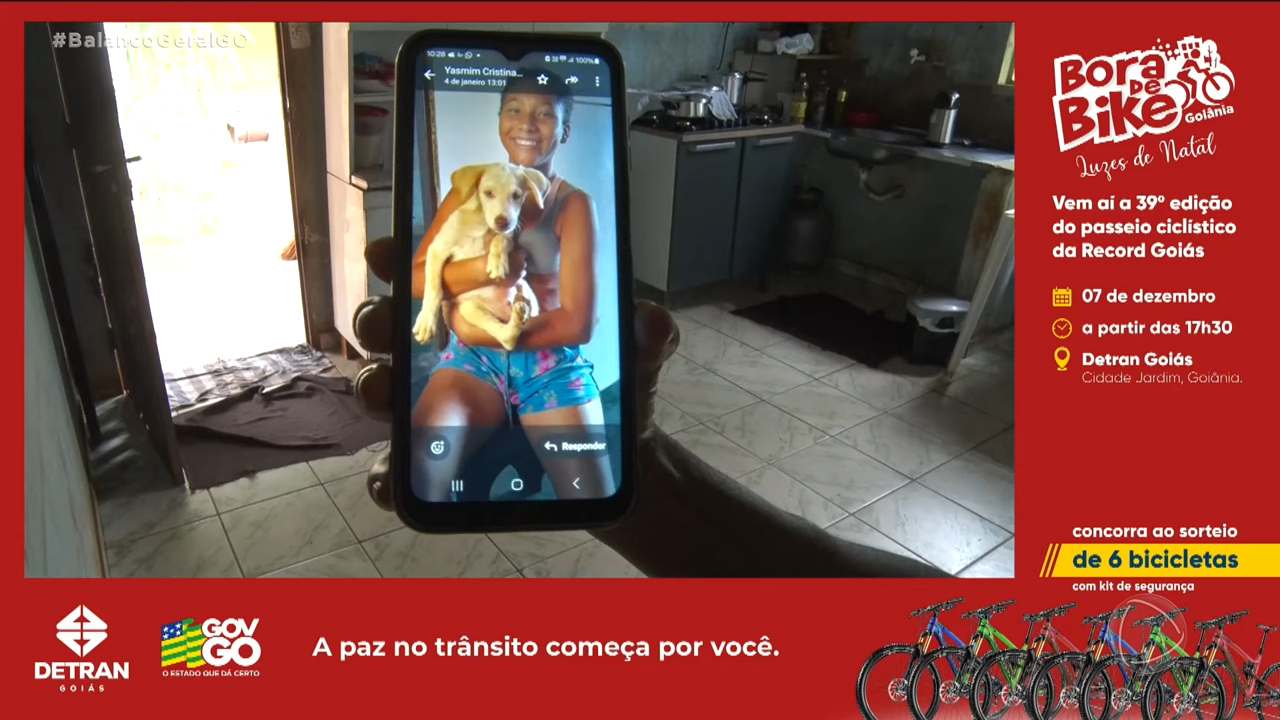 #BalancoGeralGO
10:28
100%
Yasmim Cristina...
4 de janeiro 13:01
Responder
BORA
DE
BIKE
Goiânia
Luzes de Natal
Vem aí a 39ª edição
do passeio ciclístico
da Record Goiás
07 de dezembro
a partir das 17h30
Detran Goiás
Cidade Jardim, Goiânia.
concorra ao sorteio
de 6 bicicletas
com kit de segurança
DETRAN
GOIÁS
GOV
GO
O ESTADO QUE DÁ CERTO
A paz no trânsito começa por você.